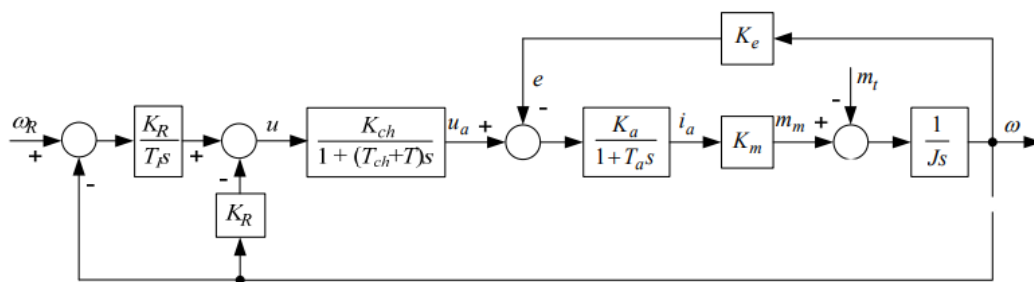 K_e
e
-
m_t
-
ω_R
+
-
K_R
T_I s
+
-
u
K_ch
1 + (T_ch+T)s
u_a
+
K_a
1+T_a s
i_a
K_m
m_m
+
1
Js
ω
K_R